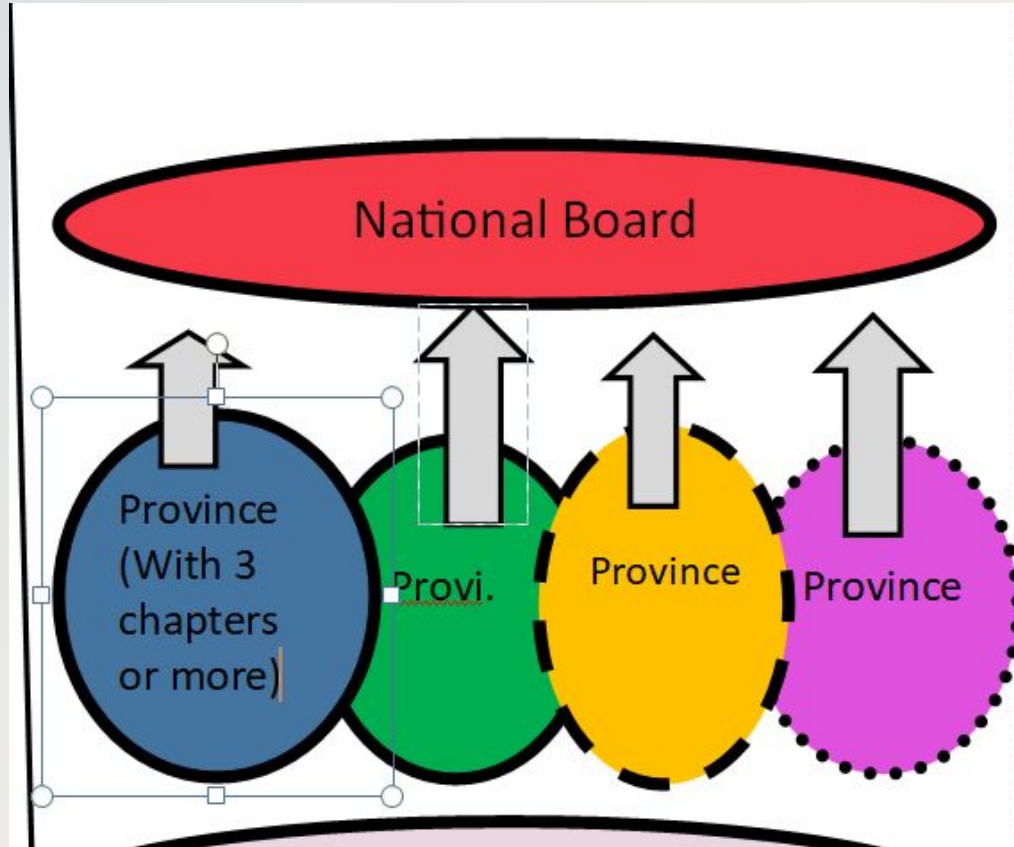 National Board
Province
(With 3
chapters
or more)
Provi.
Province
Province